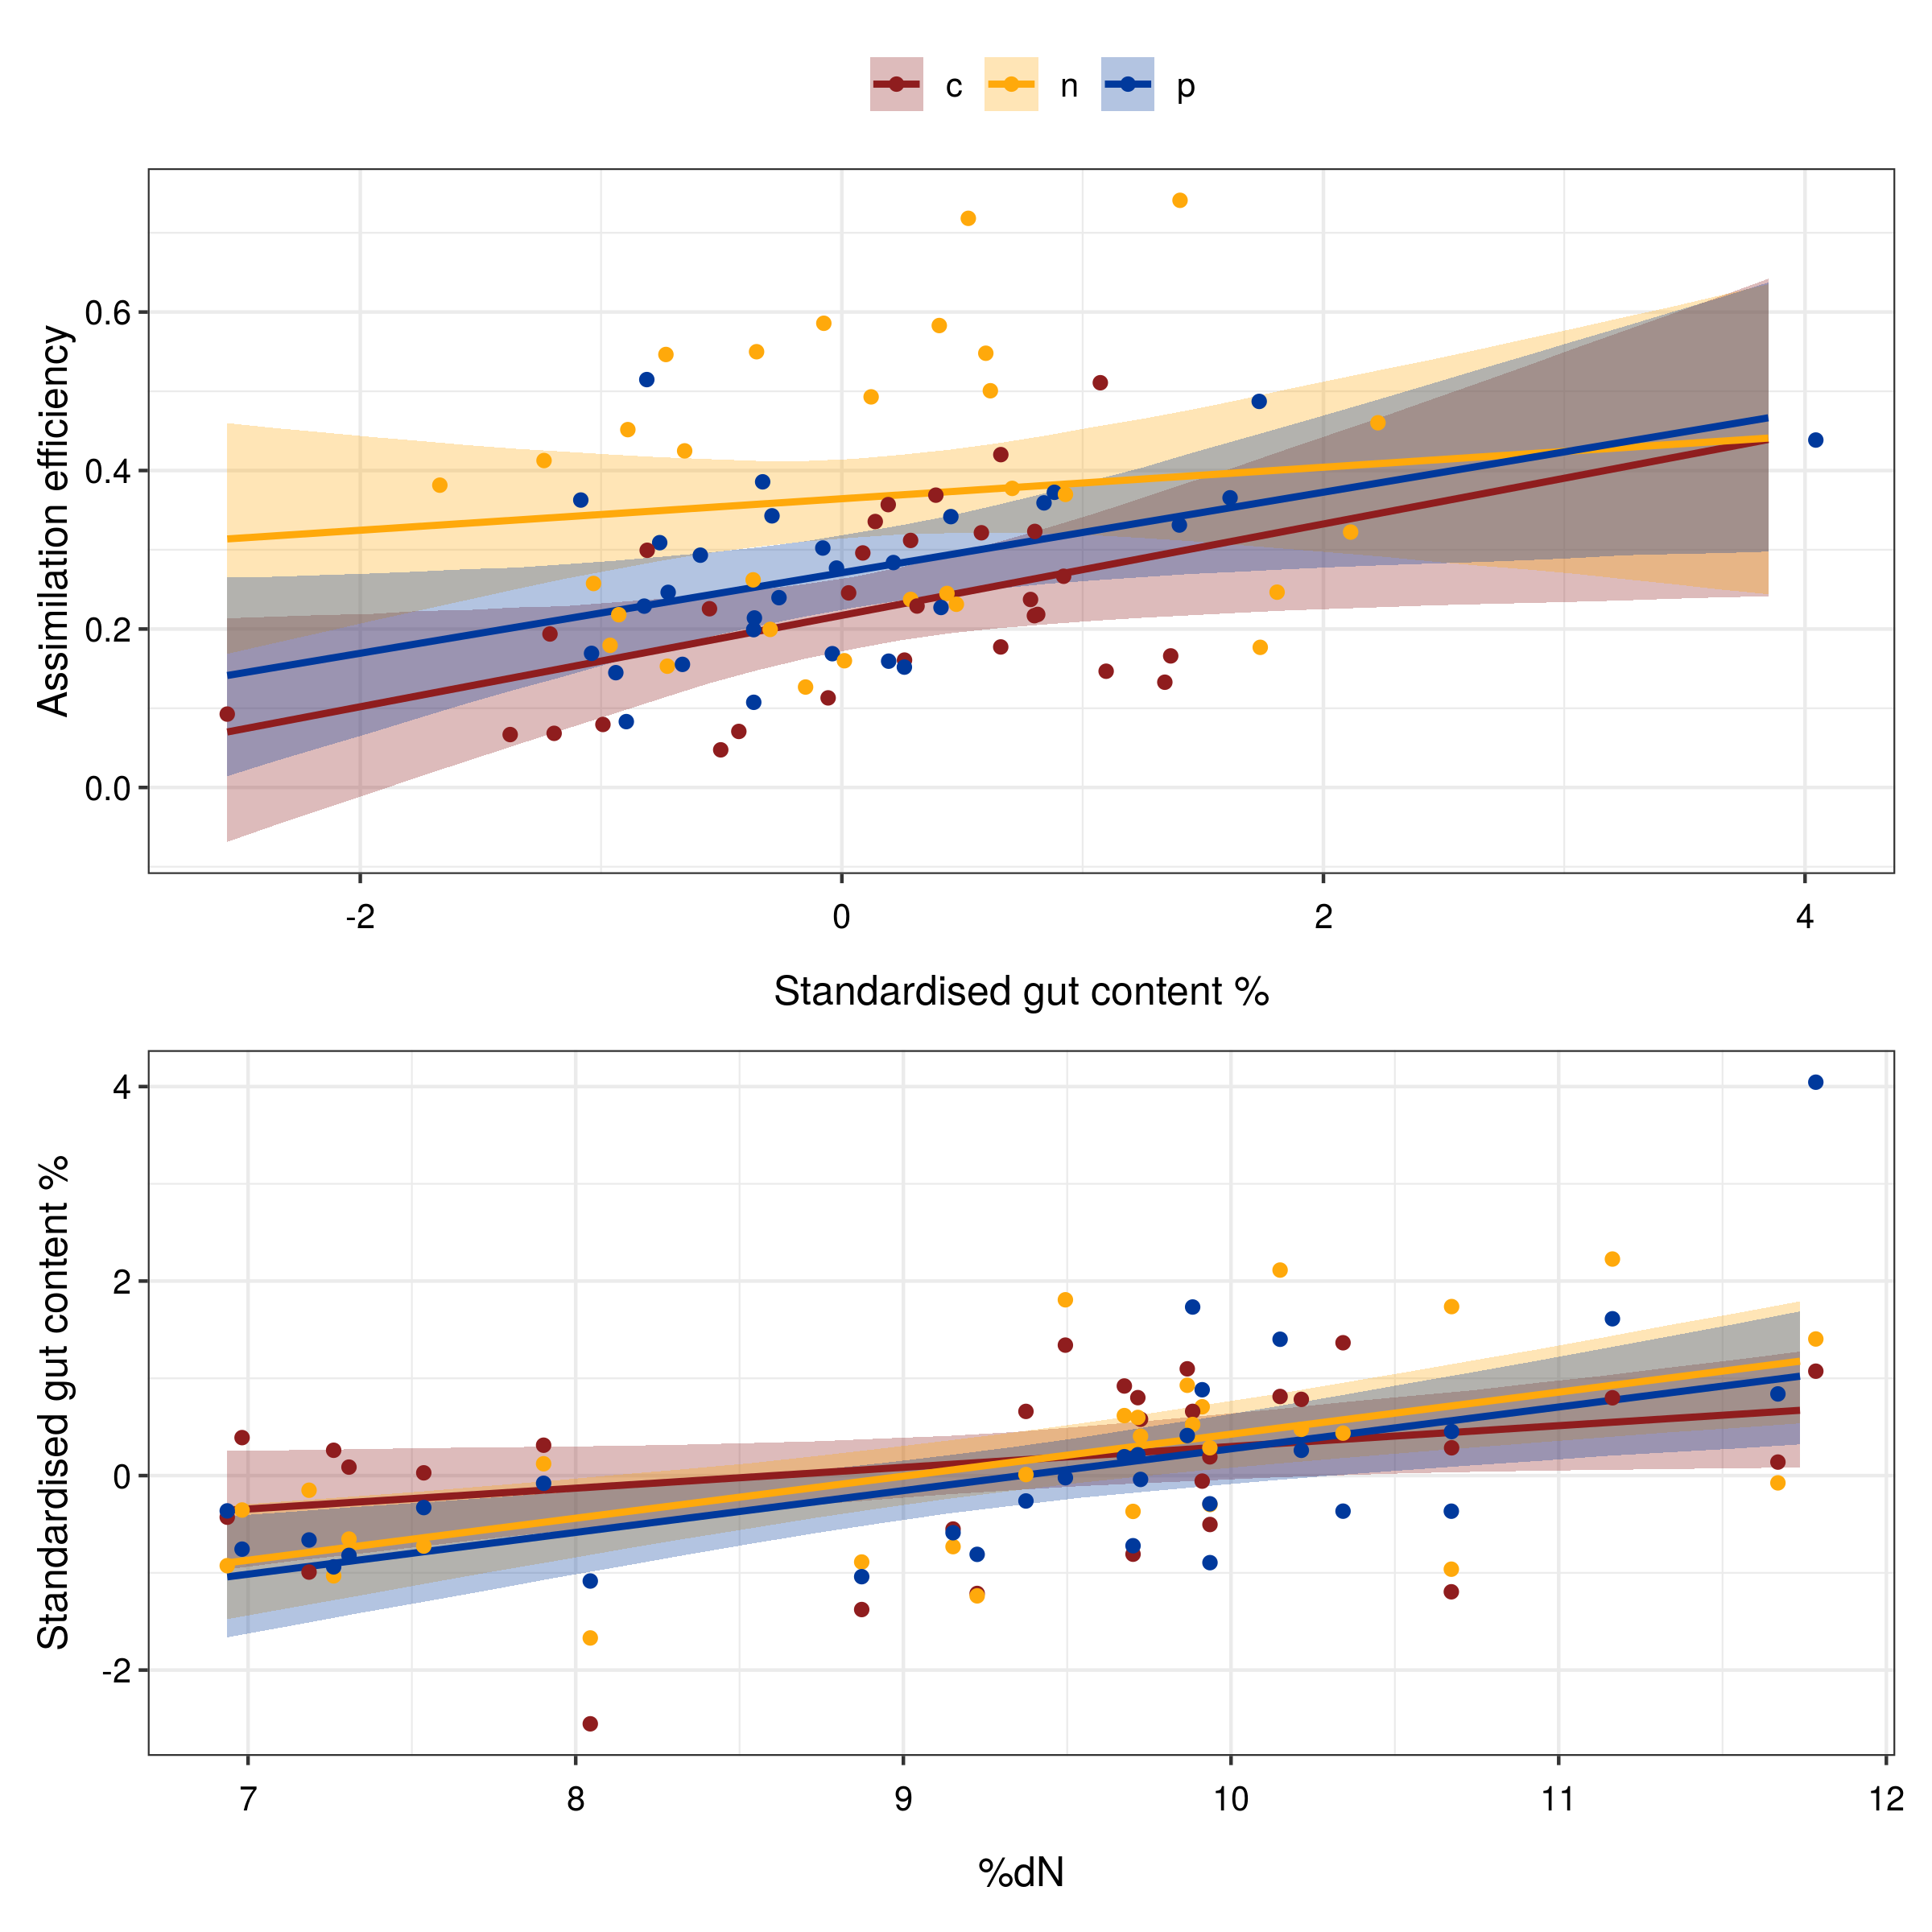 c n p
Assimilation efficiency
0.6
0.4
0.2
0.0
-2 0 2 4
Standardised gut content %
Standardised gut content %
4
2
0
-2
7 8 9 10 11 12
%dN